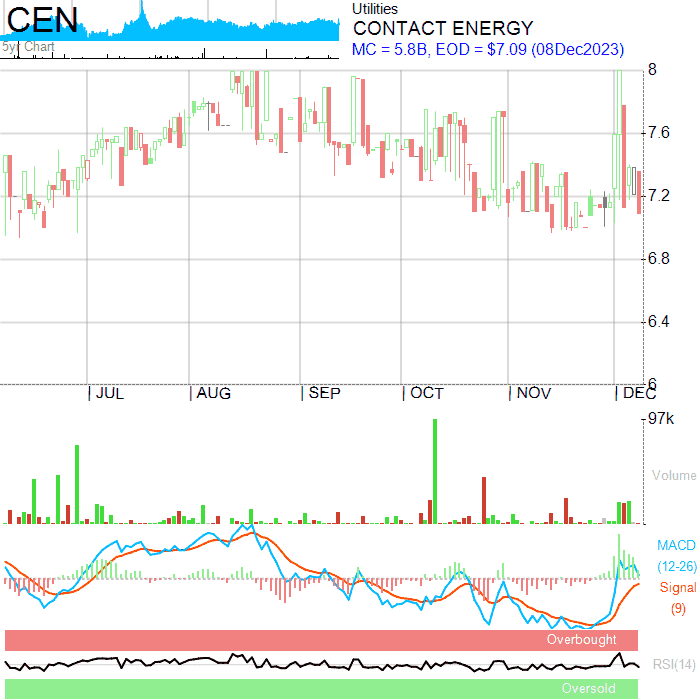 CEN
5yr Chart
Utilities
CONTACT ENERGY
MC = 5.8B, EOD = $7.09 (08Dec2023)
8
7.6
7.2
6.8
6.4
6
JUL AUG SEP OCT NOV DEC
97k
Volume
MACD
(12-26)
Signal
(9)
Overbought
RSI(14)
Oversold